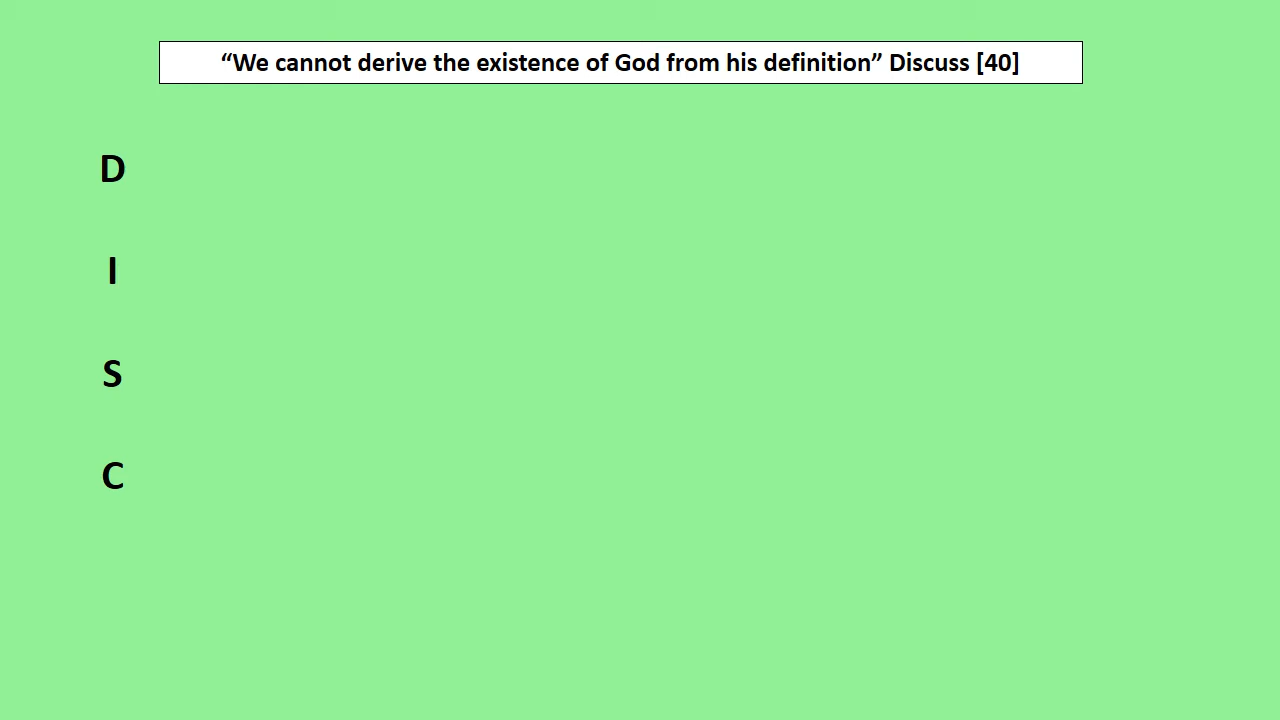 “We cannot derive the existence of God from his definition” Discuss [40]
D
I
S
C